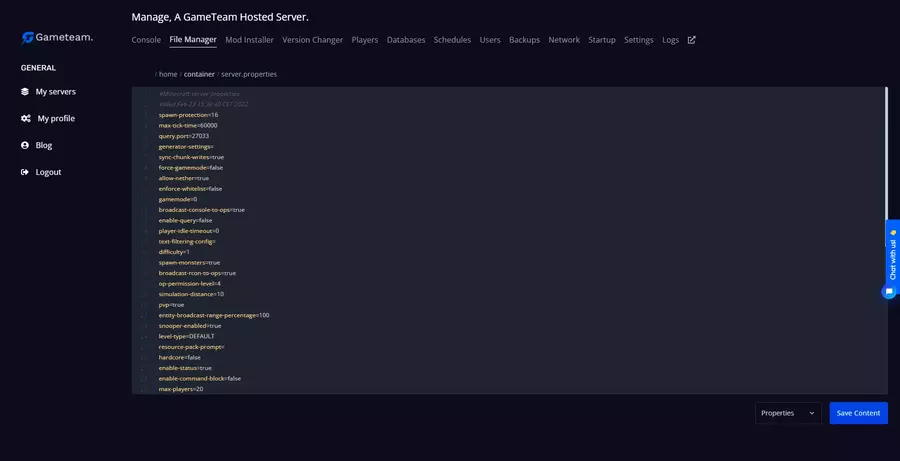 Manage, A GameTeam Hosted Server.
Gameteam.
Console File Manager Mod Installer Version Changer Players Databases Schedules Users Backups Network Startup Settings Logs
GENERAL
My servers
My profile
Blog
Logout
/ home / container / server.properties
#Minecraft server properties
#Wed Feb 23 15:36:40 CET 2022
spawn-protection=16
max-tick-time=60000
query.port=27033
generator-settings=
sync-chunk-writes=true
force-gamemode=false
allow-nether=true
enforce-whitelist=false
gamemode=0
broadcast-console-to-ops=true
enable-query=false
player-idle-timeout=0
text-filtering-config=
difficulty=1
spawn-monsters=true
broadcast-rcon-to-ops=true
op-permission-level=4
simulation-distance=10
pvp=true
entity-broadcast-range-percentage=100
snooper-enabled=true
level-type=DEFAULT
resource-pack-prompt=
hardcore=false
enable-status=true
enable-command-block=false
max-players=20
Chat with us!
Properties
Save Content